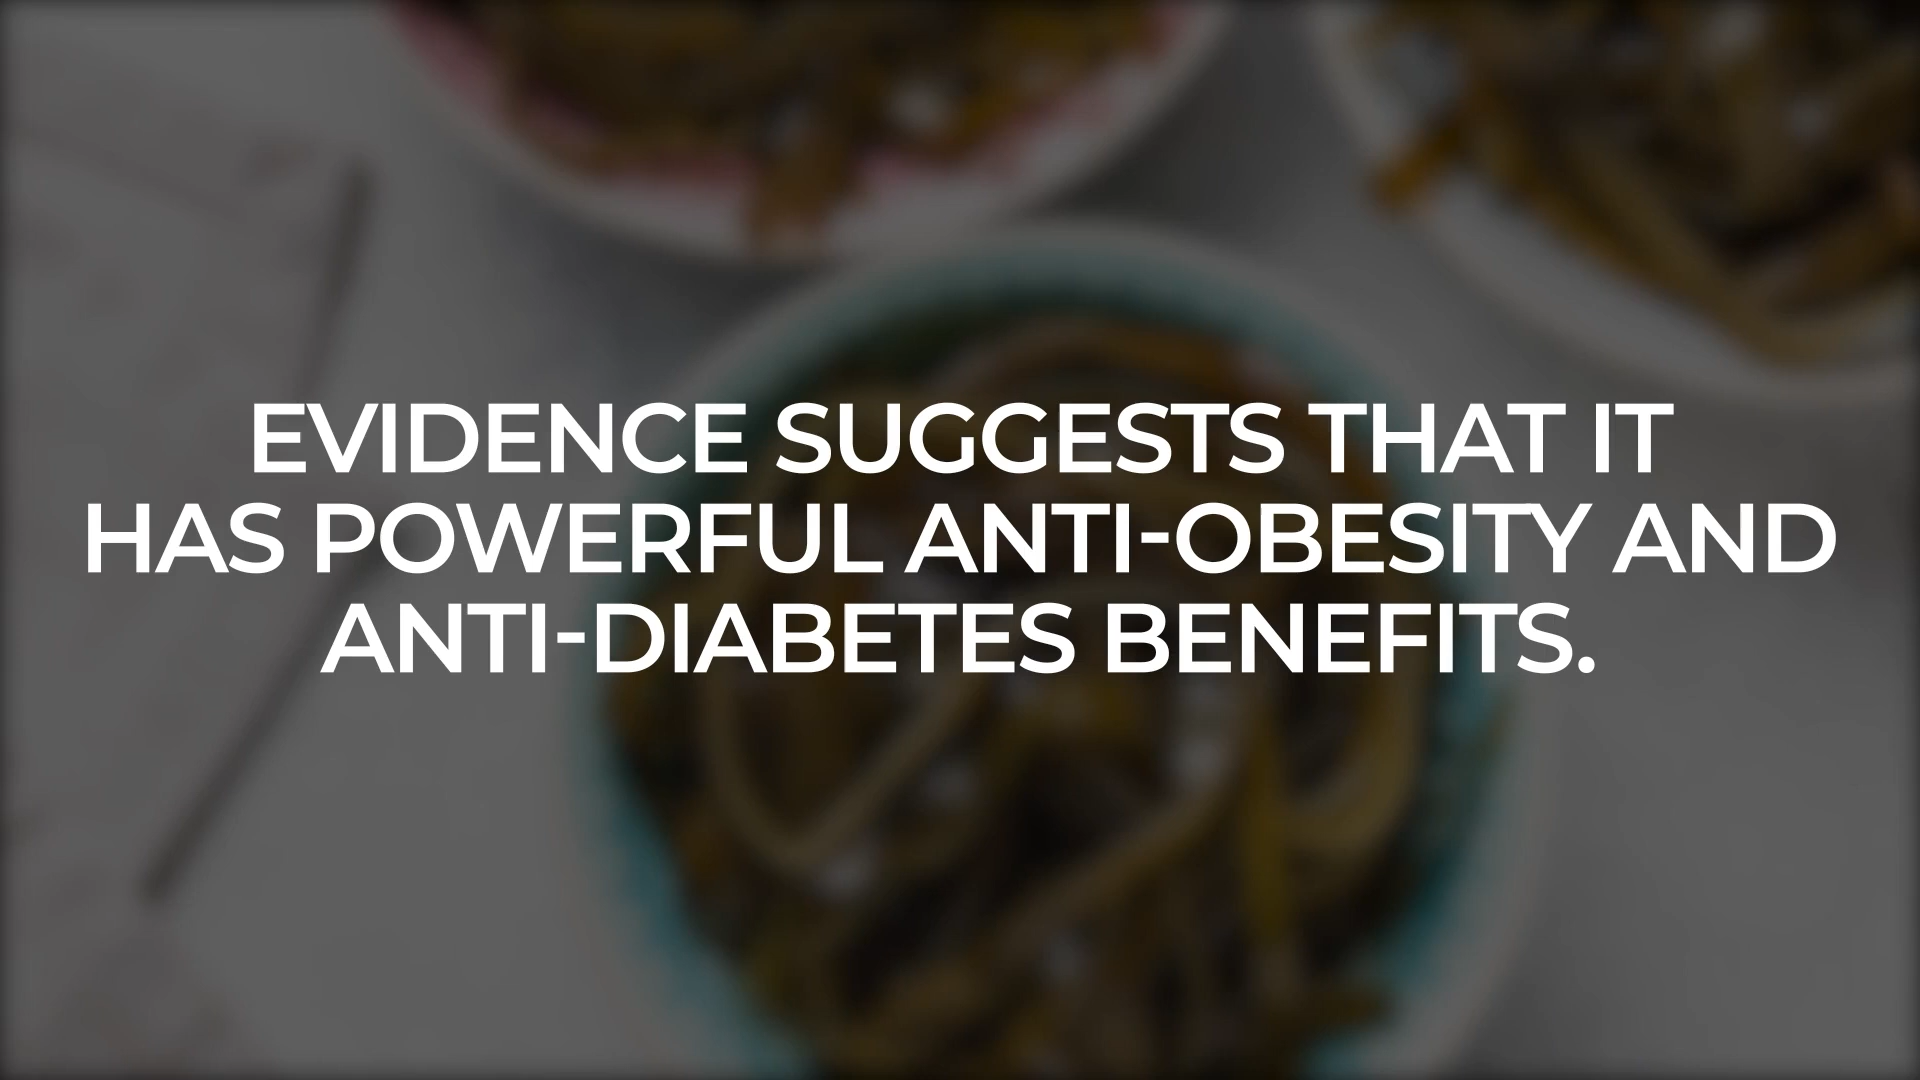 EVIDENCE SUGGESTS THAT IT
HAS POWERFUL ANTI-OBESITY AND
ANTI-DIABETES BENEFITS.